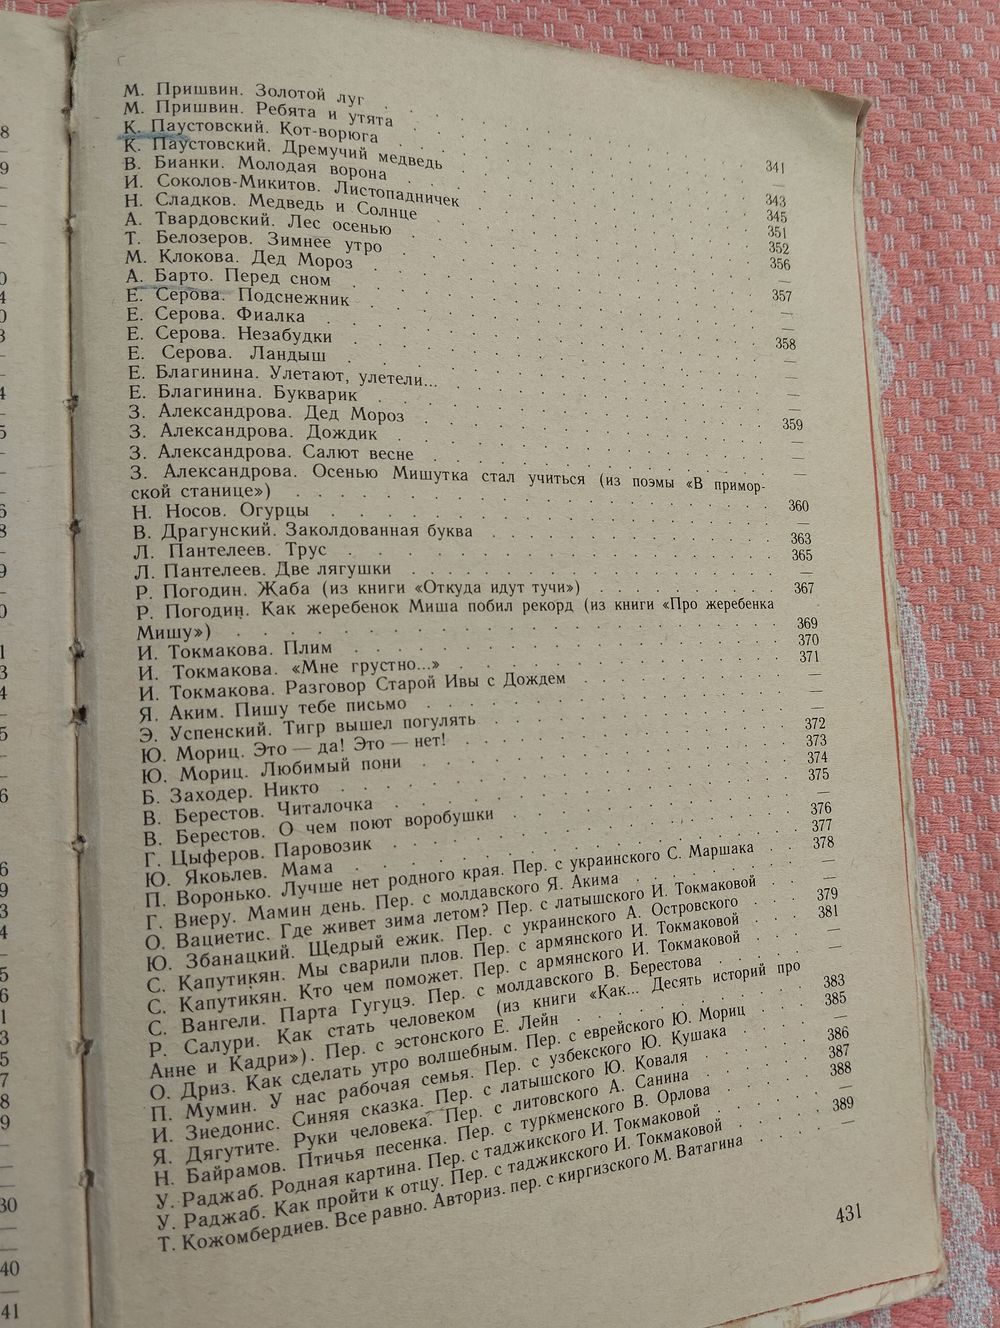 М. Пришвин. Золотой луг . . . 341
М. Пришвин. Ребята и утята . . . —
К. Паустовский. Кот-ворюга . . . 343
К. Паустовский. Дремучий медведь . . . 345
В. Бианки. Молодая ворона . . . 351
И. Соколов-Микитов. Листопадничек . . . 352
Н. Сладков. Медведь и Солнце . . . 356
А. Твардовский. Лес осенью . . . —
Т. Белозеров. Зимнее утро . . . 357
М. Клокова. Дед Мороз . . . —
А. Барто. Перед сном . . . —
Е. Серова. Подснежник . . . 358
Е. Серова. Фиалка . . . —
Е. Серова. Незабудки . . . —
Е. Серова. Ландыш . . . —
Е. Благинина. Улетают, улетели... . . . —
Е. Благинина. Букварик . . . 359
З. Александрова. Дед Мороз . . . —
З. Александрова. Дождик . . . —
З. Александрова. Салют весне . . . —
З. Александрова. Осенью Мишутка стал учиться (из поэмы «В примор-
ской станице») . . . 360
Н. Носов. Огурцы . . .
В. Драгунский. Заколдованная буква . . . 363
Л. Пантелеев. Трус . . . 365
Л. Пантелеев. Две лягушки . . . —
Р. Погодин. Жаба (из книги «Откуда идут тучи») . . . 367
Р. Погодин. Как жеребенок Миша побил рекорд (из книги «Про жеребенка
Мишу») . . . 369
И. Токмакова. Плим . . . 370
И. Токмакова. «Мне грустно...» . . . 371
И. Токмакова. Разговор Старой Ивы с Дождем . . . —
Я. Аким. Пишу тебе письмо . . . —
Э. Успенский. Тигр вышел погулять . . . —
Ю. Мориц. Это — да! Это — нет! . . . 372
Ю. Мориц. Любимый пони . . . 373
Б. Заходер. Никто . . . 374
В. Берестов. Читалочка . . . 375
В. Берестов. О чем поют воробушки . . . —
Г. Цыферов. Паровозик . . . 376
Ю. Яковлев. Мама . . . 377
П. Воронько. Лучше нет родного края. Пер. с украинского С. Маршака . . 378
Г. Виеру. Мамин день. Пер. с молдавского Я. Акима . . . —
О. Вациетис. Где живет зима летом? Пер. с латышского И. Токмаковой . . —
Ю. Збанацкий. Щедрый ежик. Пер. с украинского А. Островского . . . 379
С. Капутикян. Мы сварили плов. Пер. с армянского И. Токмаковой . . . 381
С. Капутикян. Кто чем поможет. Пер. с армянского И. Токмаковой . . . —
С. Вангели. Парта Гугуцэ. Пер. с молдавского В. Берестова . . . —
Р. Салури. Как стать человеком (из книги «Как... Десять историй про
Анне и Кадри»). Пер. с эстонского Е. Лейн . . . 383
О. Дриз. Как сделать утро волшебным. Пер. с еврейского Ю. Мориц . . . 385
П. Мумин. У нас рабочая семья. Пер. с узбекского Ю. Кушака . . . —
И. Зиедонис. Синяя сказка. Пер. с латышского Ю. Коваля . . . 386
Я. Дягутите. Руки человека. Пер. с литовского А. Санина . . . 387
Н. Байрамов. Птичья песенка. Пер. с туркменского В. Орлова . . . 388
У. Раджаб. Родная картина. Пер. с таджикского И. Токмаковой . . . —
У. Раджаб. Как пройти к отцу. Пер. с таджикского И. Токмаковой . . . 389
Т. Кожомбердиев. Все равно. Авториз. пер. с киргизского М. Ватагина . . . —
431